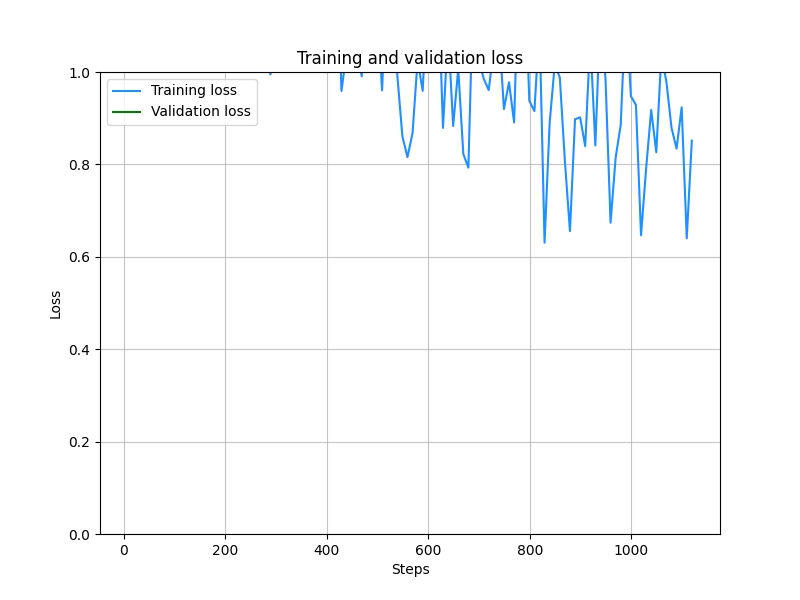 Training and validation loss
Training loss
Validation loss
1.0
0.8
0.6
0.4
0.2
0.0
Loss
0 200 400 600 800 1000
Steps